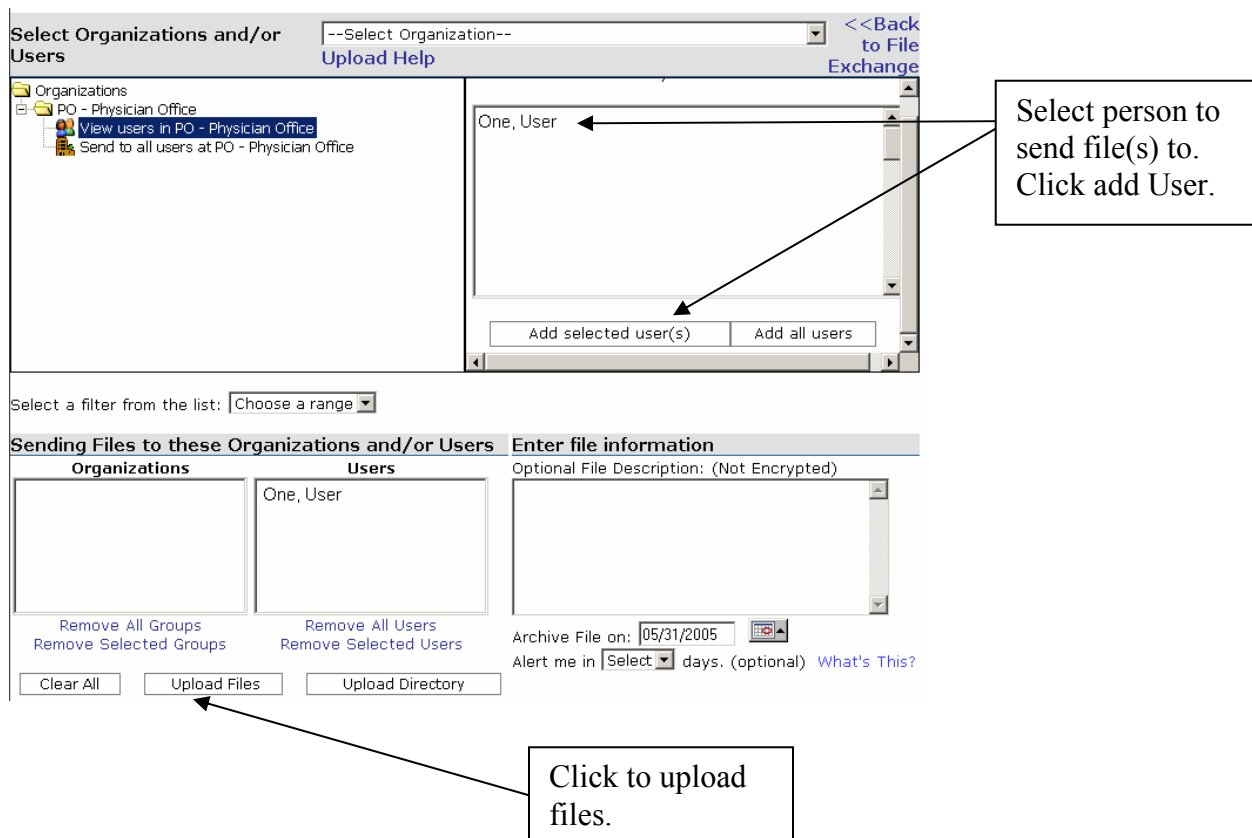 Select Organizations and/or
Users
--Select Organization--
Upload Help
<<Back
to File
Exchange
Organizations
PO - Physician Office
View users in PO - Physician Office
Send to all users at PO - Physician Office
One, User
Add selected user(s)
Add all users
Select person to
send file(s) to.
Click add User.
Select a filter from the list:
Choose a range
Sending Files to these Organizations and/or Users
Organizations
Users
One, User
Remove All Groups
Remove Selected Groups
Remove All Users
Remove Selected Users
Clear All
Upload Files
Upload Directory
Enter file information
Optional File Description: (Not Encrypted)
Archive File on: 05/31/2005
Alert me in Select days. (optional) What's This?
Click to upload
files.